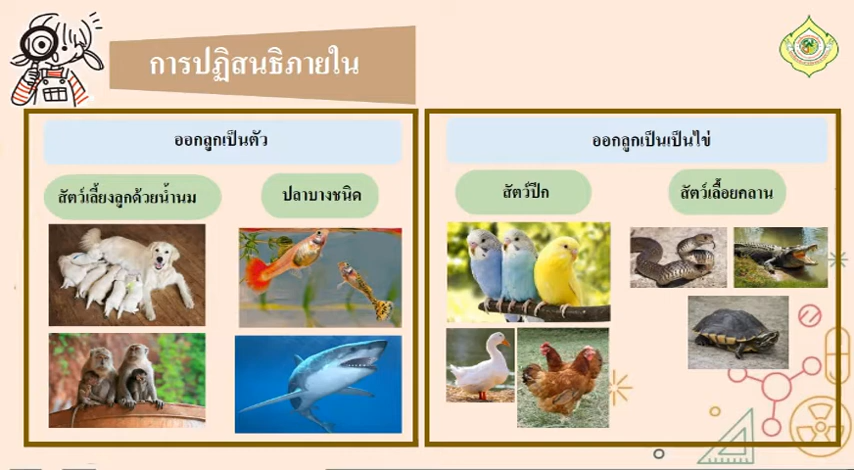 การปฏิสนธิภายใน
ออกลูกเป็นตัว
สัตว์เลี้ยงลูกด้วยน้ำนม
ปลาบางชนิด
ออกลูกเป็นเป็นไข่
สัตว์ปีก
สัตว์เลื้อยคลาน